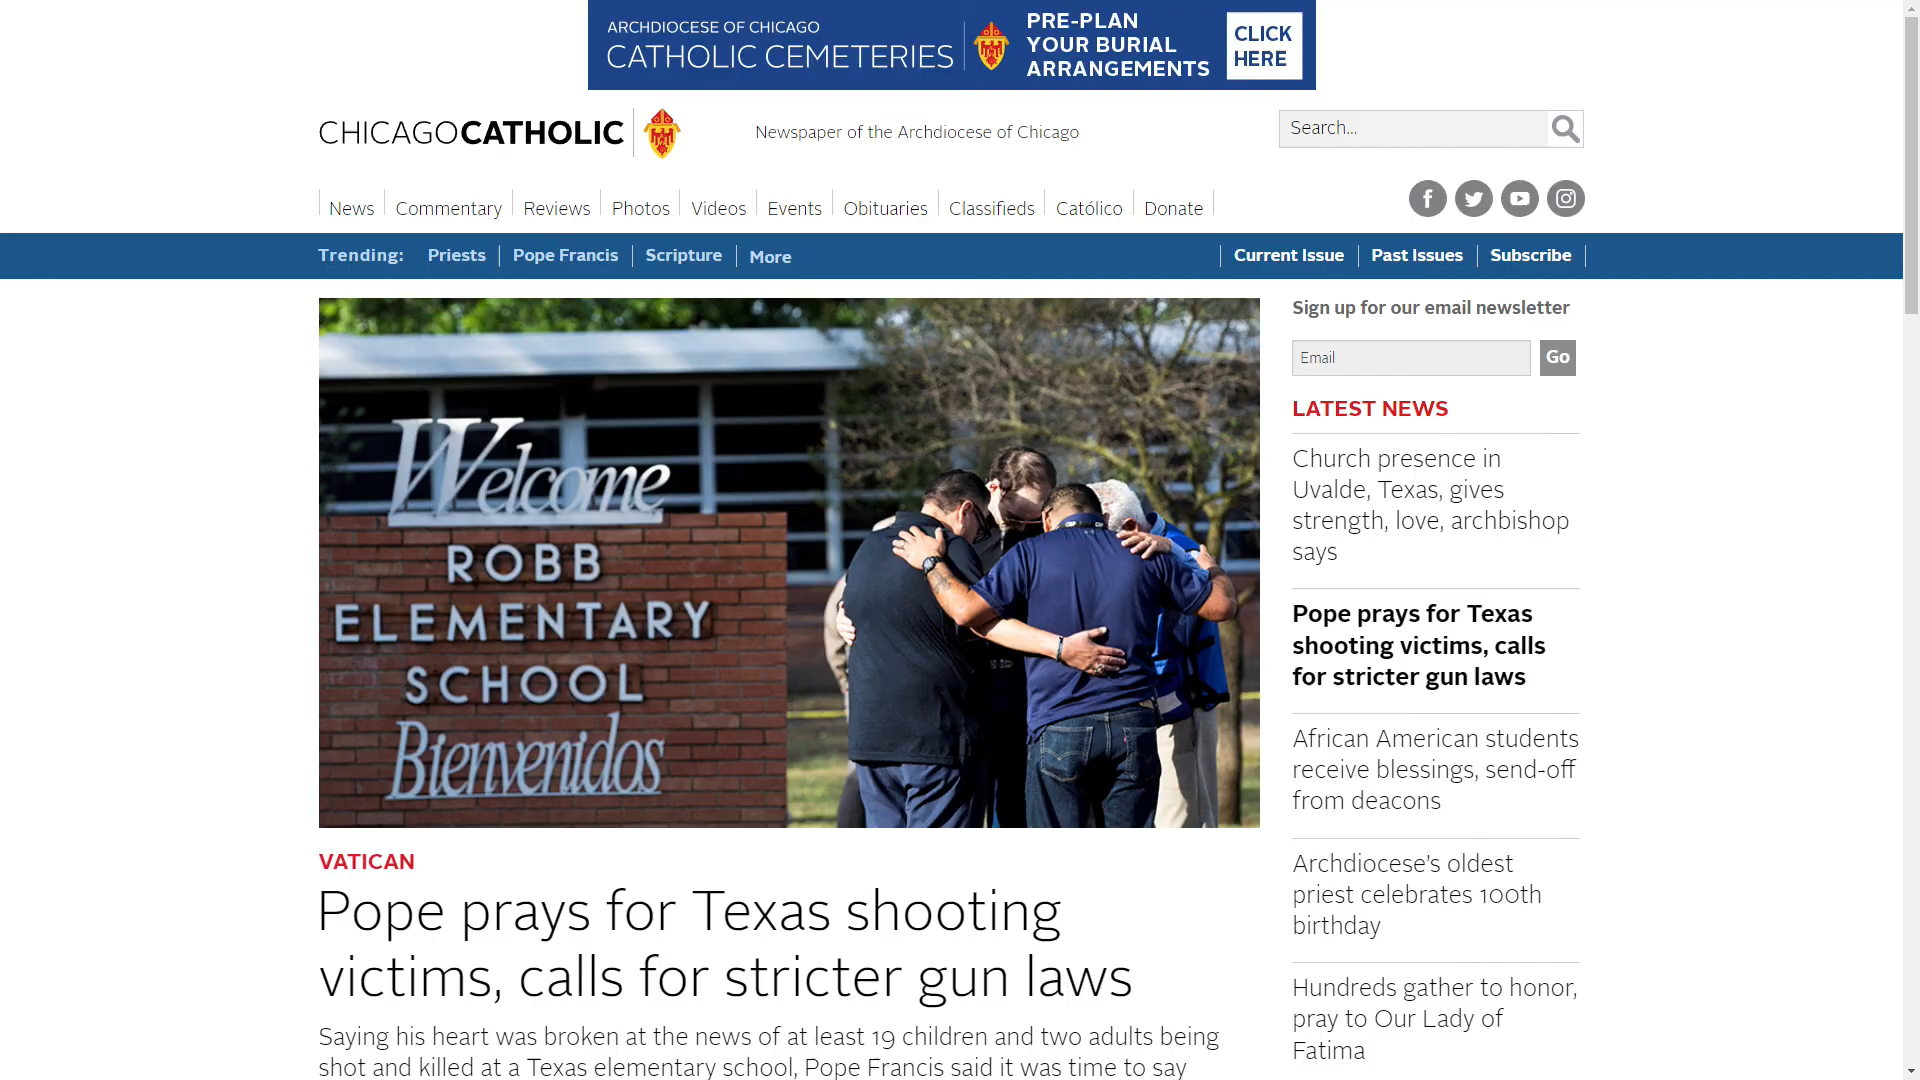 ARCHDIOCESE OF CHICAGO
CATHOLIC CEMETERIES
PRE-PLAN
YOUR BURIAL
ARRANGEMENTS
CLICK
HERE
CHICAGOCATHOLIC
Newspaper of the Archdiocese of Chicago
Search...
News
Commentary
Reviews
Photos
Videos
Events
Obituaries
Classifieds
Católico
Donate
Trending:
Priests
Pope Francis
Scripture
More
Current Issue
Past Issues
Subscribe
Welcome
ROBB
ELEMENTARY
SCHOOL
Bienvenidos
VATICAN
Pope prays for Texas shooting
victims, calls for stricter gun laws
Saying his heart was broken at the news of at least 19 children and two adults being
shot and killed at a Texas elementary school, Pope Francis said it was time to say
Sign up for our email newsletter
Email
Go
LATEST NEWS
Church presence in
Uvalde, Texas, gives
strength, love, archbishop
says
Pope prays for Texas
shooting victims, calls
for stricter gun laws
African American students
receive blessings, send-off
from deacons
Archdiocese’s oldest
priest celebrates 100th
birthday
Hundreds gather to honor,
pray to Our Lady of
Fatima